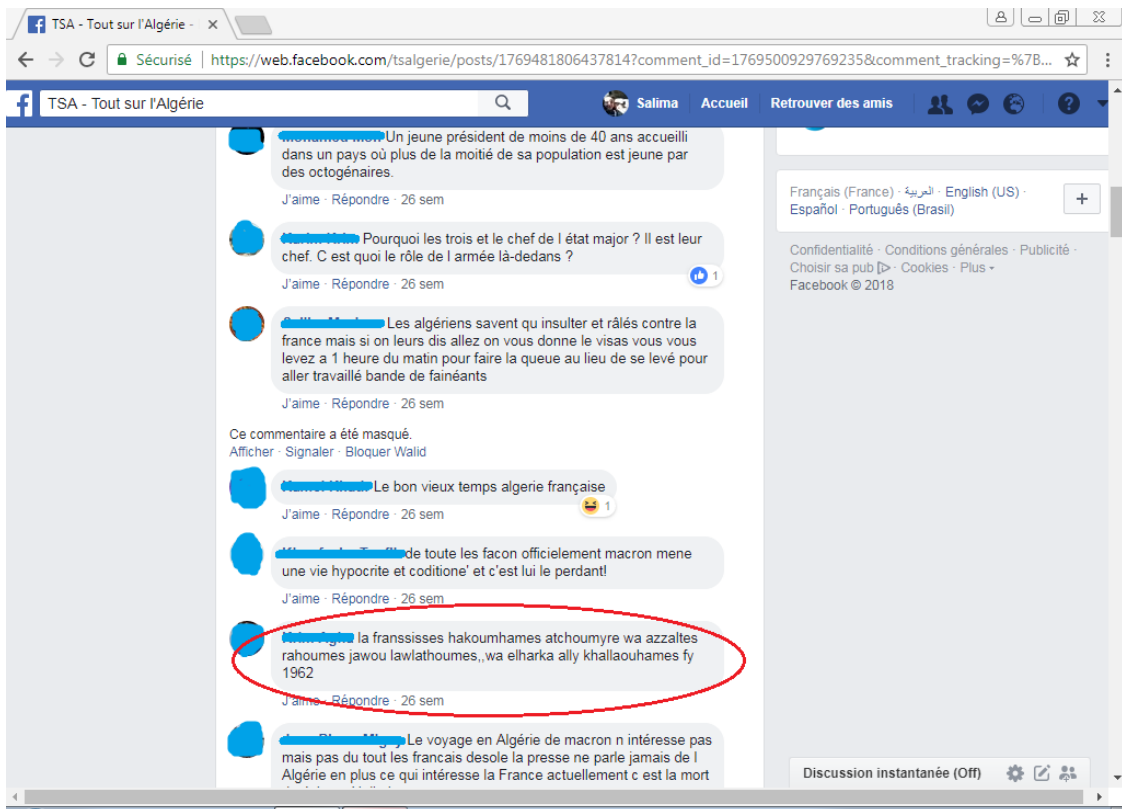 TSA - Tout sur l'Algérie -
Sécurisé
https://web.facebook.com/tsalgerie/posts/1769481806437814?comment_id=1769500929769235&comment_tracking=%7B...
TSA - Tout sur l'Algérie
Salima Accueil Retrouver des amis
Un jeune président de moins de 40 ans accueilli
dans un pays où plus de la moitié de sa population est jeune par
des octogénaires.
J'aime · Répondre · 26 sem
Pourquoi les trois et le chef de l état major ? Il est leur
chef. C est quoi le rôle de l armée là-dedans ?
1
J'aime · Répondre · 26 sem
Les algériens savent qu insulter et râlés contre la
france mais si on leurs dis allez on vous donne le visas vous vous
levez a 1 heure du matin pour faire la queue au lieu de se levé pour
aller travaillé bande de fainéants
J'aime · Répondre · 26 sem
Ce commentaire a été masqué.
Afficher · Signaler · Bloquer Walid
Le bon vieux temps algerie française
1
J'aime · Répondre · 26 sem
de toute les facon officielement macron mene
une vie hypocrite et coditione' et c'est lui le perdant!
J'aime · Répondre · 26 sem
la franssisses hakoumhames atchoumyre wa azzaltes
rahoumes jawou lawlathoumes,,wa elharka ally khallaouhames fy
1962
J'aime · Répondre · 26 sem
Le voyage en Algérie de macron n intéresse pas
mais pas du tout les francais desole la presse ne parle jamais de l
Algérie en plus ce qui intéresse la France actuellement c est la mort
Français (France) · العربية · English (US) ·
Español · Português (Brasil)
Confidentialité · Conditions générales · Publicité ·
Choisir sa pub · Cookies · Plus
Facebook © 2018
Discussion instantanée (Off)